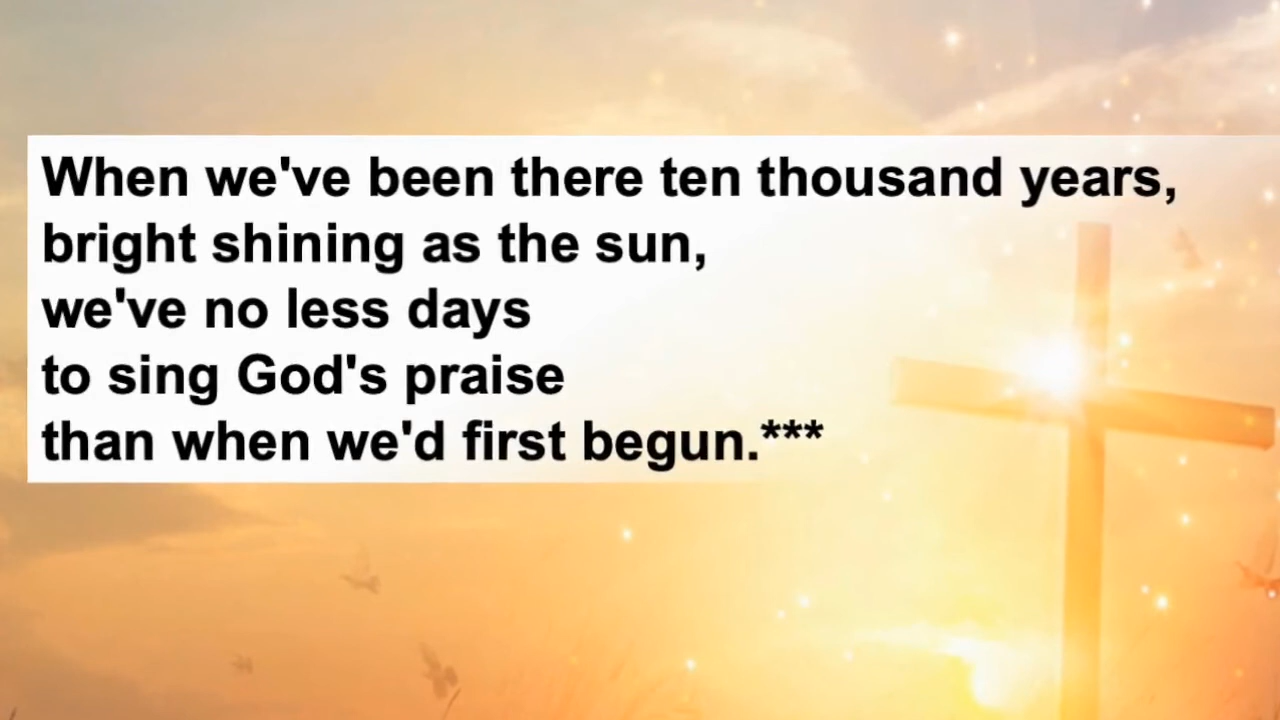 When we've been there ten thousand years,
bright shining as the sun,
we've no less days
to sing God's praise
than when we'd first begun.***